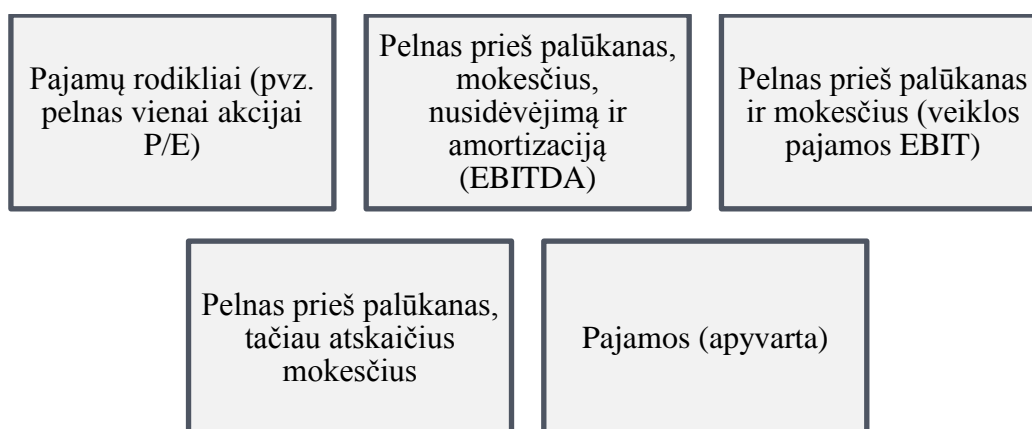 Pajamų rodikliai (pvz.
pelnas vienai akcijai
P/E)
Pelnas prieš palūkanas,
mokesčius,
nusidėvėjimą ir
amortizaciją
(EBITDA)
Pelnas prieš palūkanas
ir mokesčius (veiklos
pajamos EBIT)
Pelnas prieš palūkanas,
tačiau atskaičius
mokesčius
Pajamos (apyvarta)